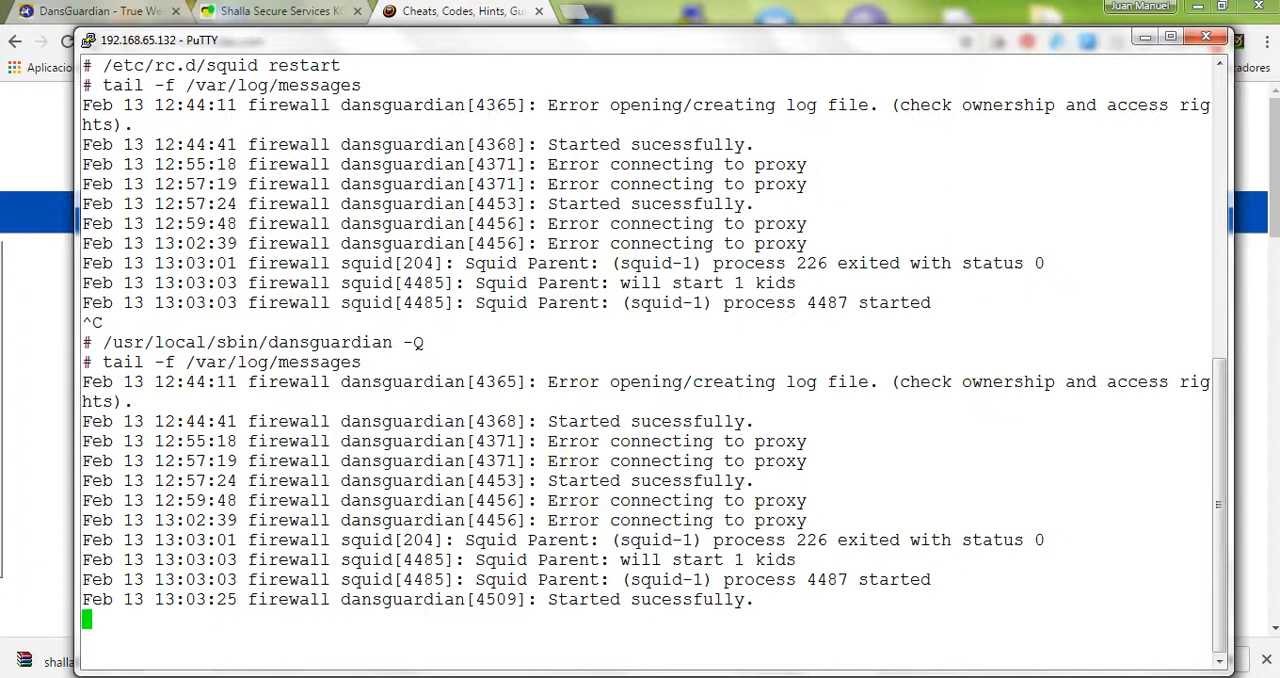 DansGuardian - True We
Shalla Secure Services K
Cheats, Codes, Hints, Gu
Juan Manuel
192.168.65.132 - PuTTY
Aplicacio
adores
# /etc/rc.d/squid restart
# tail -f /var/log/messages
Feb 13 12:44:11 firewall dansguardian[4365]: Error opening/creating log file. (check ownership and access rig
hts).
Feb 13 12:44:41 firewall dansguardian[4368]: Started sucessfully.
Feb 13 12:55:18 firewall dansguardian[4371]: Error connecting to proxy
Feb 13 12:57:19 firewall dansguardian[4371]: Error connecting to proxy
Feb 13 12:57:24 firewall dansguardian[4453]: Started sucessfully.
Feb 13 12:59:48 firewall dansguardian[4456]: Error connecting to proxy
Feb 13 13:02:39 firewall dansguardian[4456]: Error connecting to proxy
Feb 13 13:03:01 firewall squid[204]: Squid Parent: (squid-1) process 226 exited with status 0
Feb 13 13:03:03 firewall squid[4485]: Squid Parent: will start 1 kids
Feb 13 13:03:03 firewall squid[4485]: Squid Parent: (squid-1) process 4487 started
^C
# /usr/local/sbin/dansguardian -Q
# tail -f /var/log/messages
Feb 13 12:44:11 firewall dansguardian[4365]: Error opening/creating log file. (check ownership and access rig
hts).
Feb 13 12:44:41 firewall dansguardian[4368]: Started sucessfully.
Feb 13 12:55:18 firewall dansguardian[4371]: Error connecting to proxy
Feb 13 12:57:19 firewall dansguardian[4371]: Error connecting to proxy
Feb 13 12:57:24 firewall dansguardian[4453]: Started sucessfully.
Feb 13 12:59:48 firewall dansguardian[4456]: Error connecting to proxy
Feb 13 13:02:39 firewall dansguardian[4456]: Error connecting to proxy
Feb 13 13:03:01 firewall squid[204]: Squid Parent: (squid-1) process 226 exited with status 0
Feb 13 13:03:03 firewall squid[4485]: Squid Parent: will start 1 kids
Feb 13 13:03:03 firewall squid[4485]: Squid Parent: (squid-1) process 4487 started
Feb 13 13:03:25 firewall dansguardian[4509]: Started sucessfully.
shalla